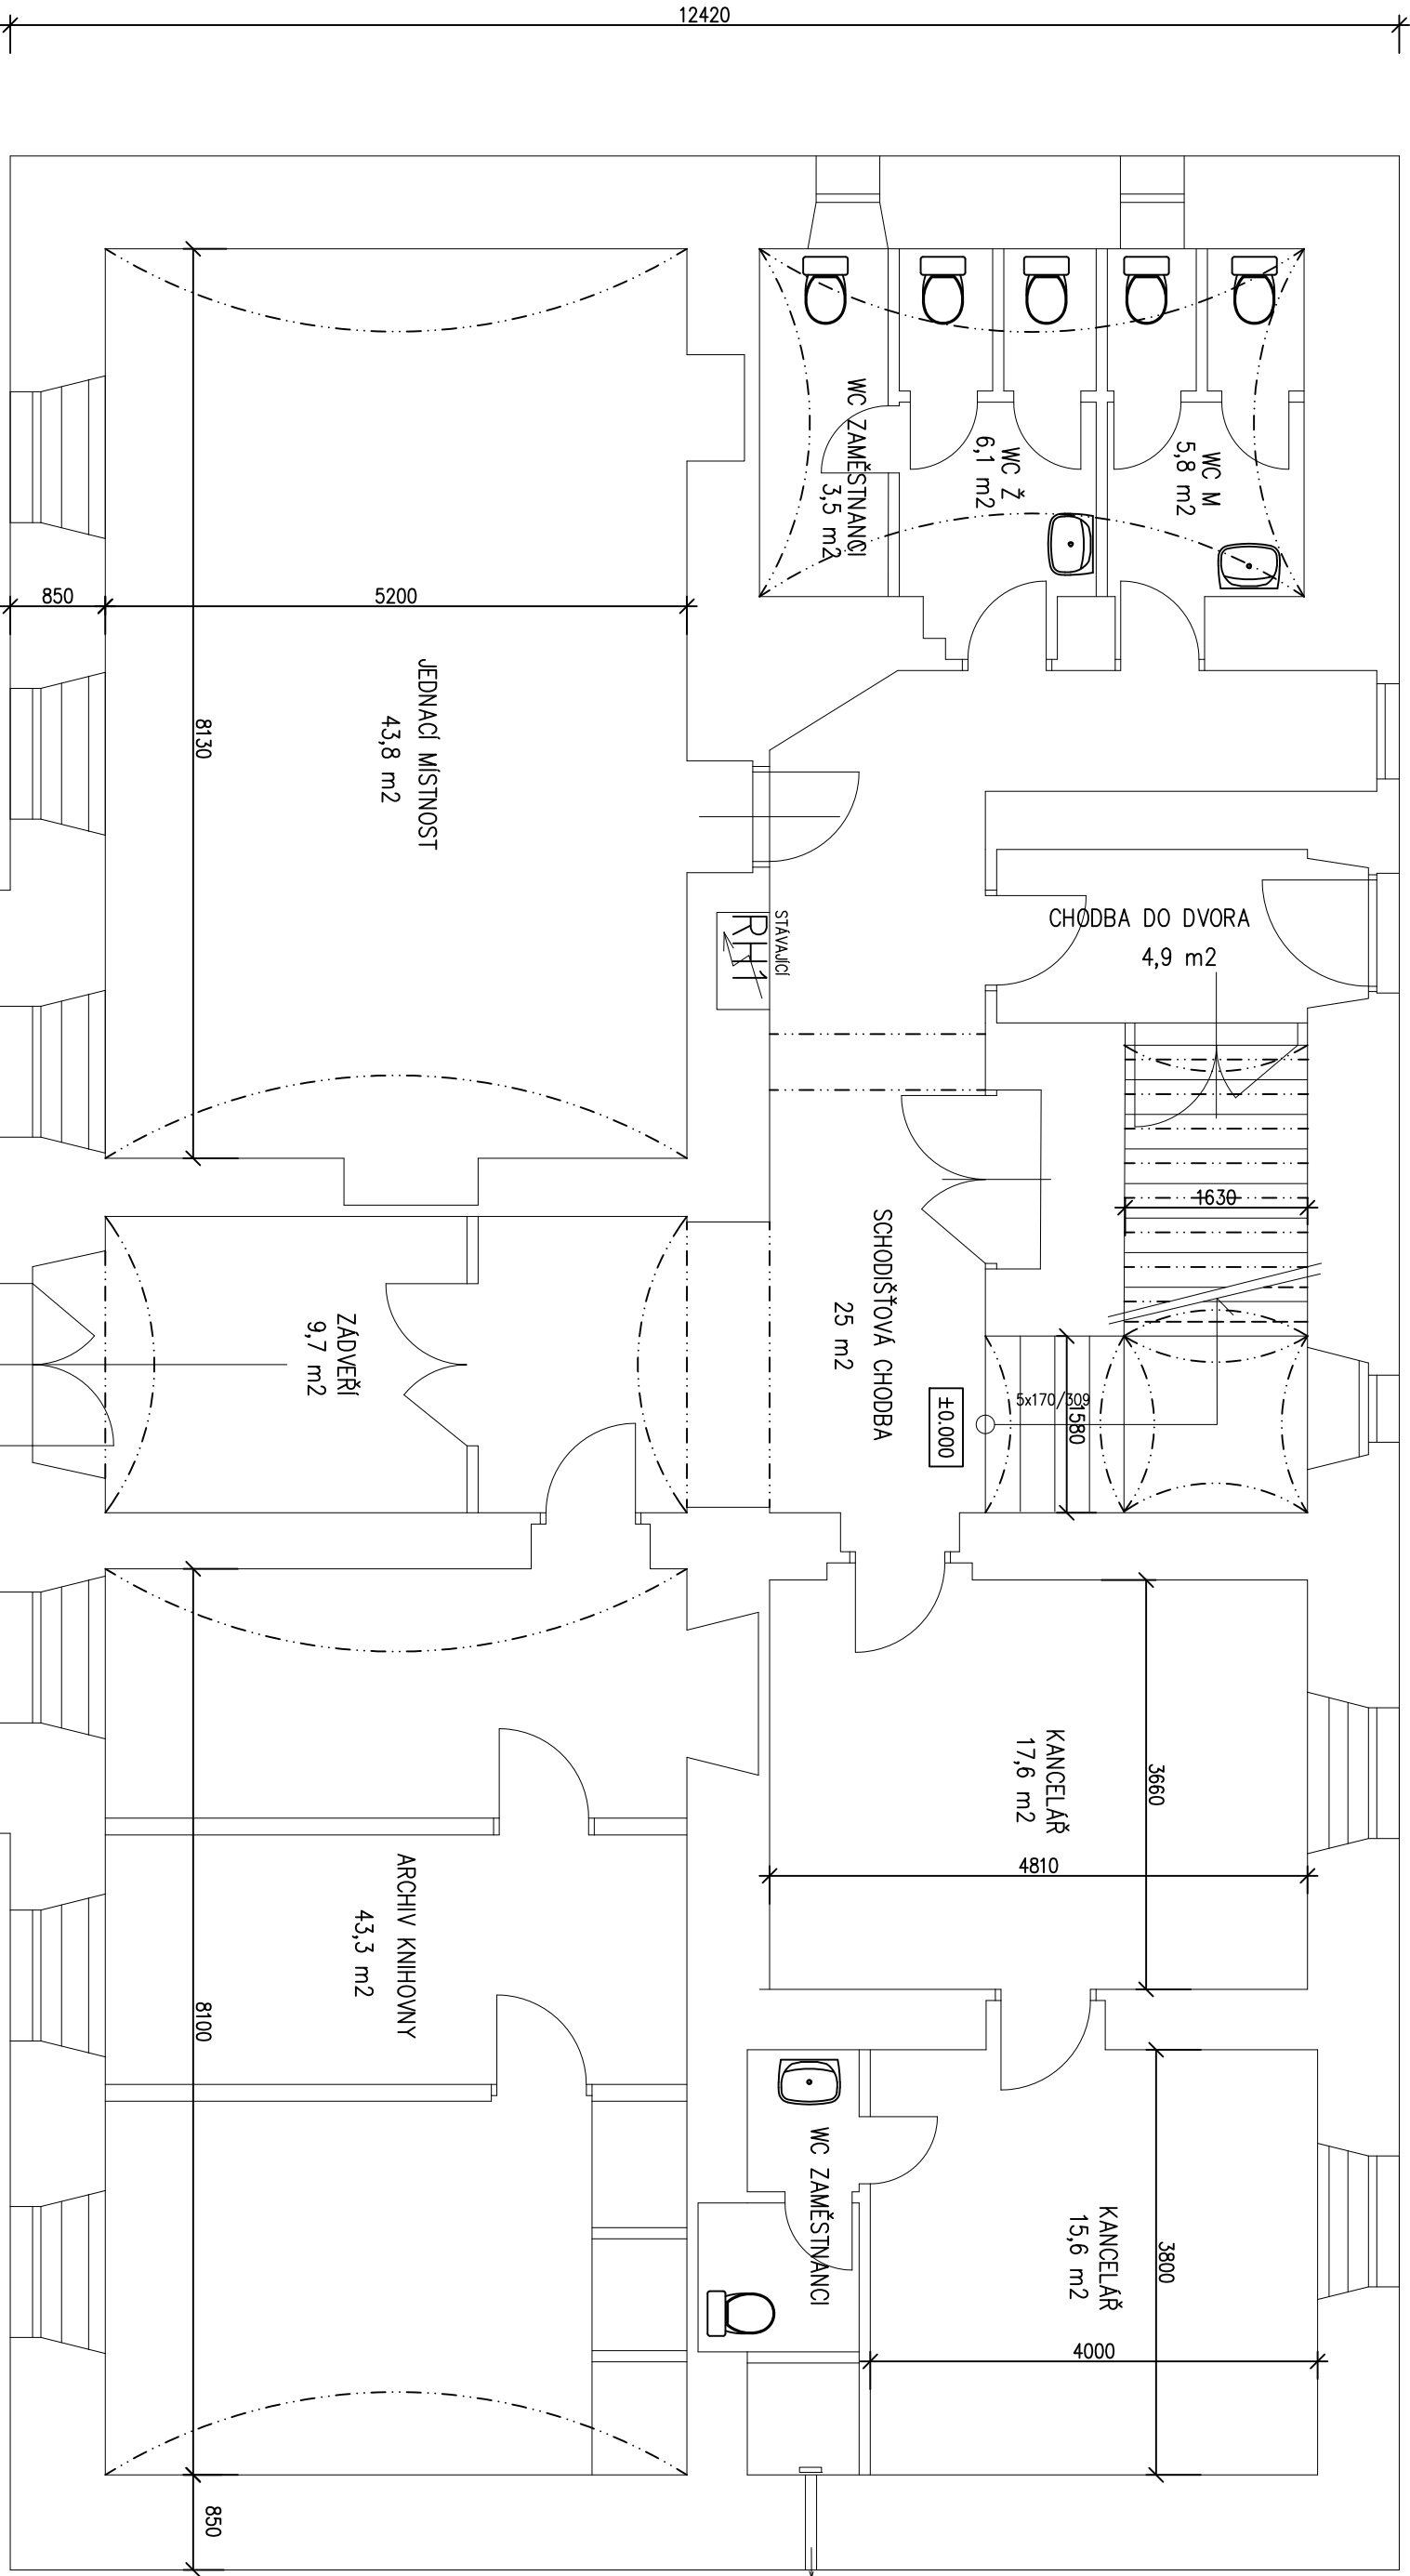 12420
WC ZAMĚSTNANCI
3,5 m2
WC Ž
6,1 m2
WC M
5,8 m2
850
5200
8130
JEDNACÍ MÍSTNOST
43,8 m2
STÁVAJÍCÍ
RH1
CHODBA DO DVORA
4,9 m2
1630
SCHODIŠŤOVÁ CHODBA
25 m2
ZÁDVEŘÍ
9,7 m2
±0.000
5x170/309
1580
KANCELÁŘ
17,6 m2
3660
4810
ARCHIV KNIHOVNY
43,3 m2
8100
WC ZAMĚSTNANCI
KANCELÁŘ
15,6 m2
3800
4000
850